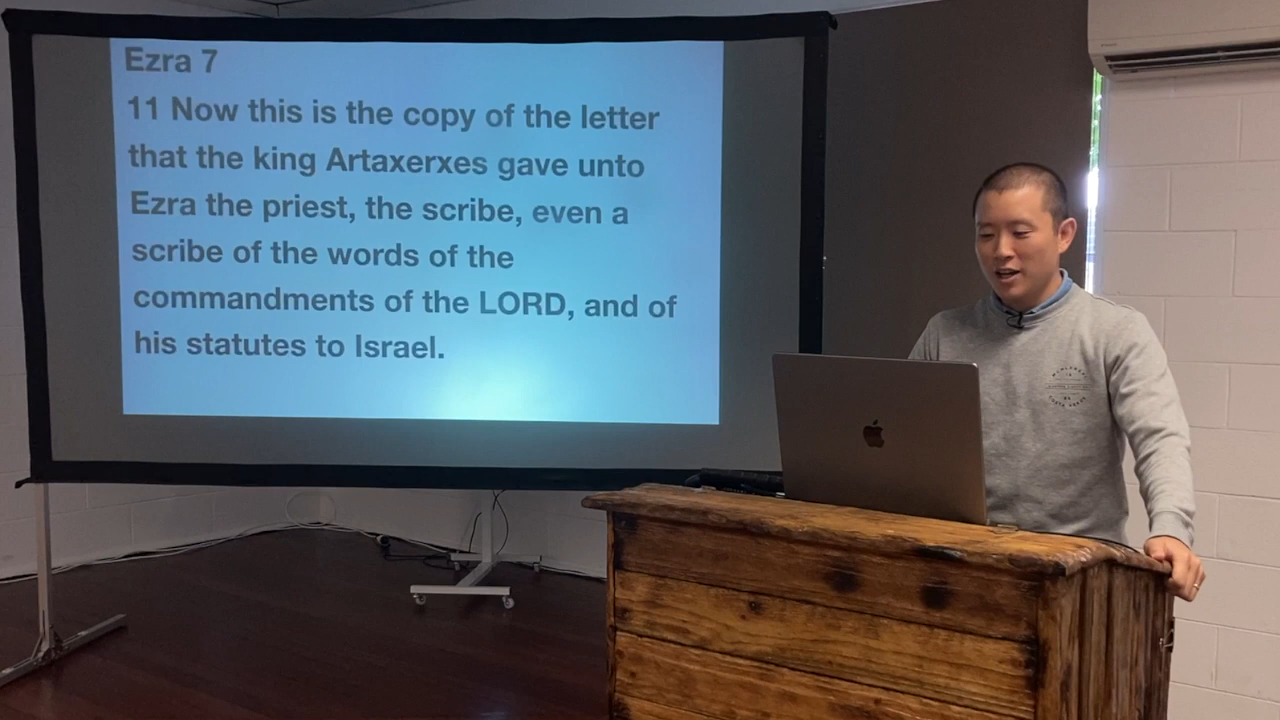 Ezra 7
11 Now this is the copy of the letter
that the king Artaxerxes gave unto
Ezra the priest, the scribe, even a
scribe of the words of the
commandments of the LORD, and of
his statutes to Israel.